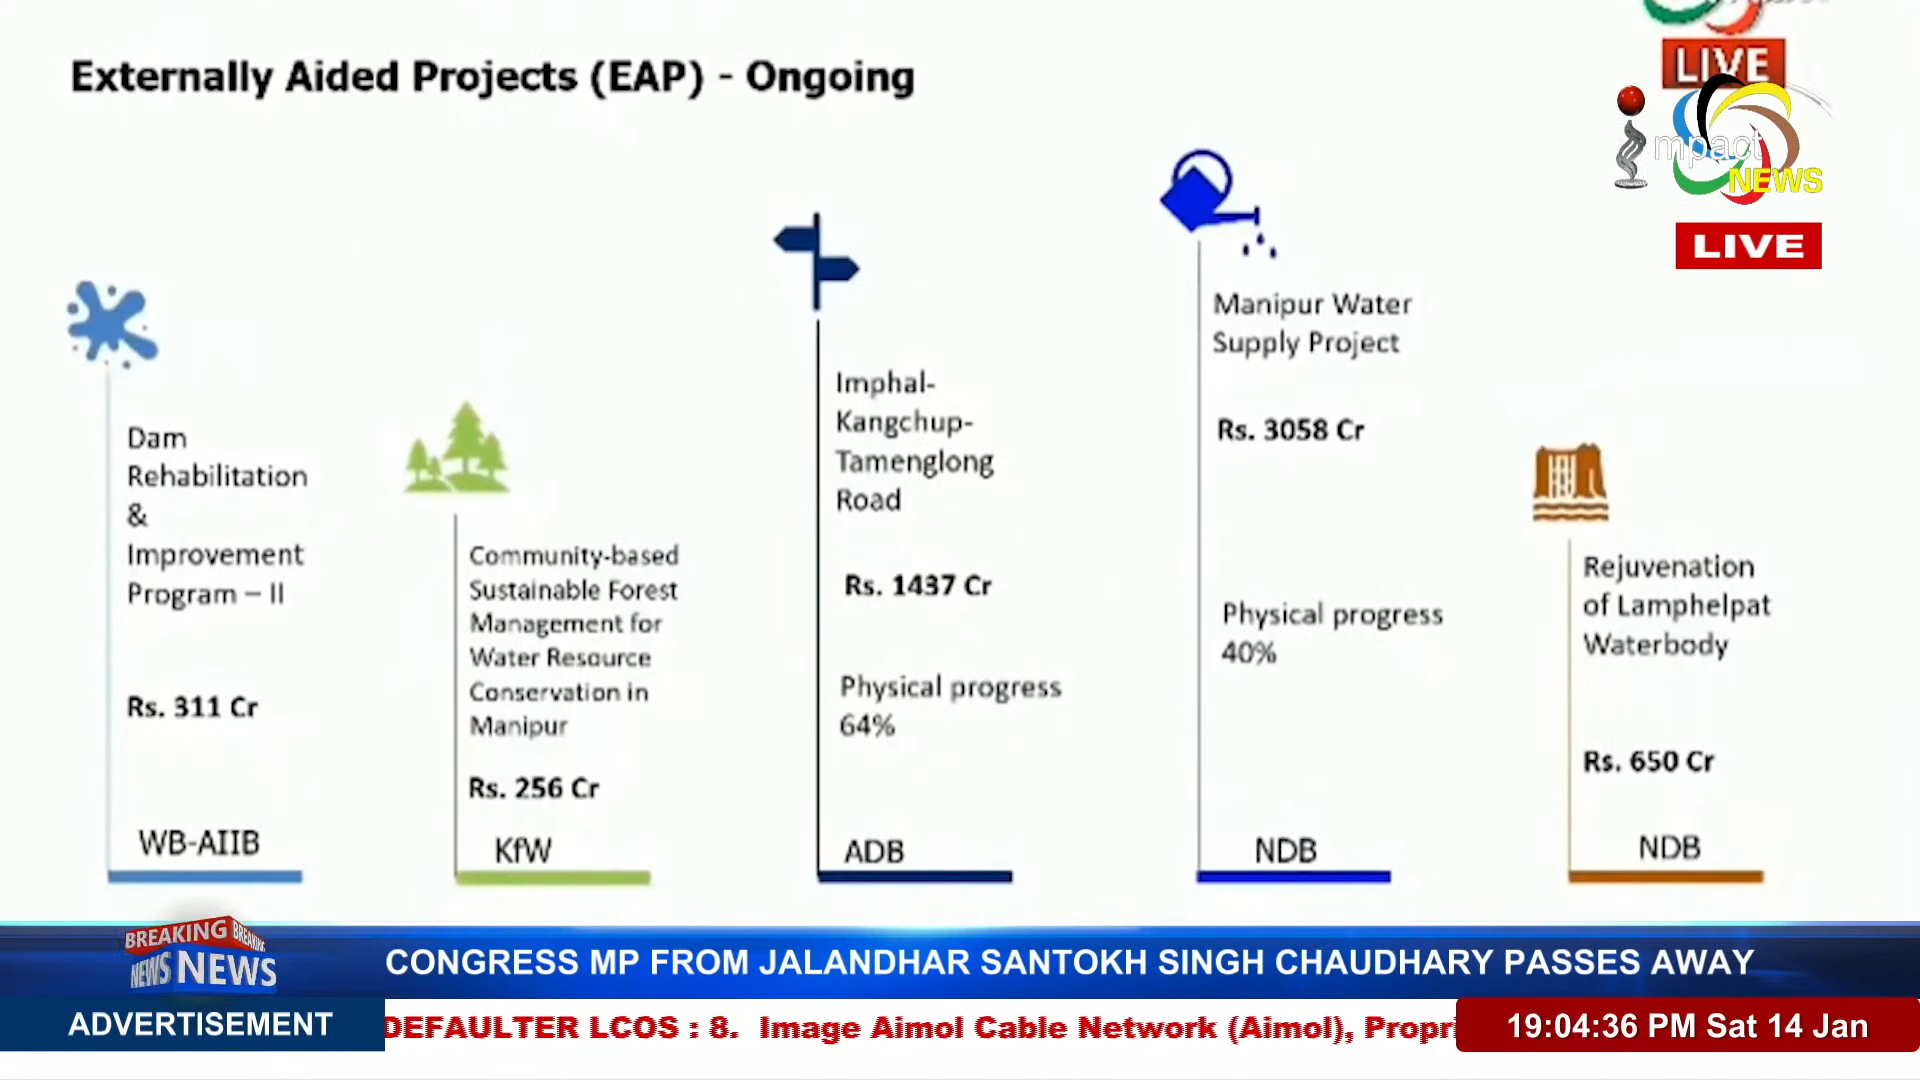 Externally Aided Projects (EAP) - Ongoing
LIVE
mpact
NEWS
LIVE
Dam
Rehabilitation
&
Improvement
Program – II
Rs. 311 Cr
WB-AIIB
Community-based
Sustainable Forest
Management for
Water Resource
Conservation in
Manipur
Rs. 256 Cr
KfW
Imphal-
Kangchup-
Tamenglong
Road
Rs. 1437 Cr
Physical progress
64%
ADB
Manipur Water
Supply Project
Rs. 3058 Cr
Physical progress
40%
NDB
Rejuvenation
of Lamphelpat
Waterbody
Rs. 650 Cr
NDB
BREAKING BREAKING
NEWS NEWS
CONGRESS MP FROM JALANDHAR SANTOKH SINGH CHAUDHARY PASSES AWAY
ADVERTISEMENT
DEFAULTER LCOS : 8. Image Aimol Cable Network (Aimol), Propri
19:04:36 PM Sat 14 Jan